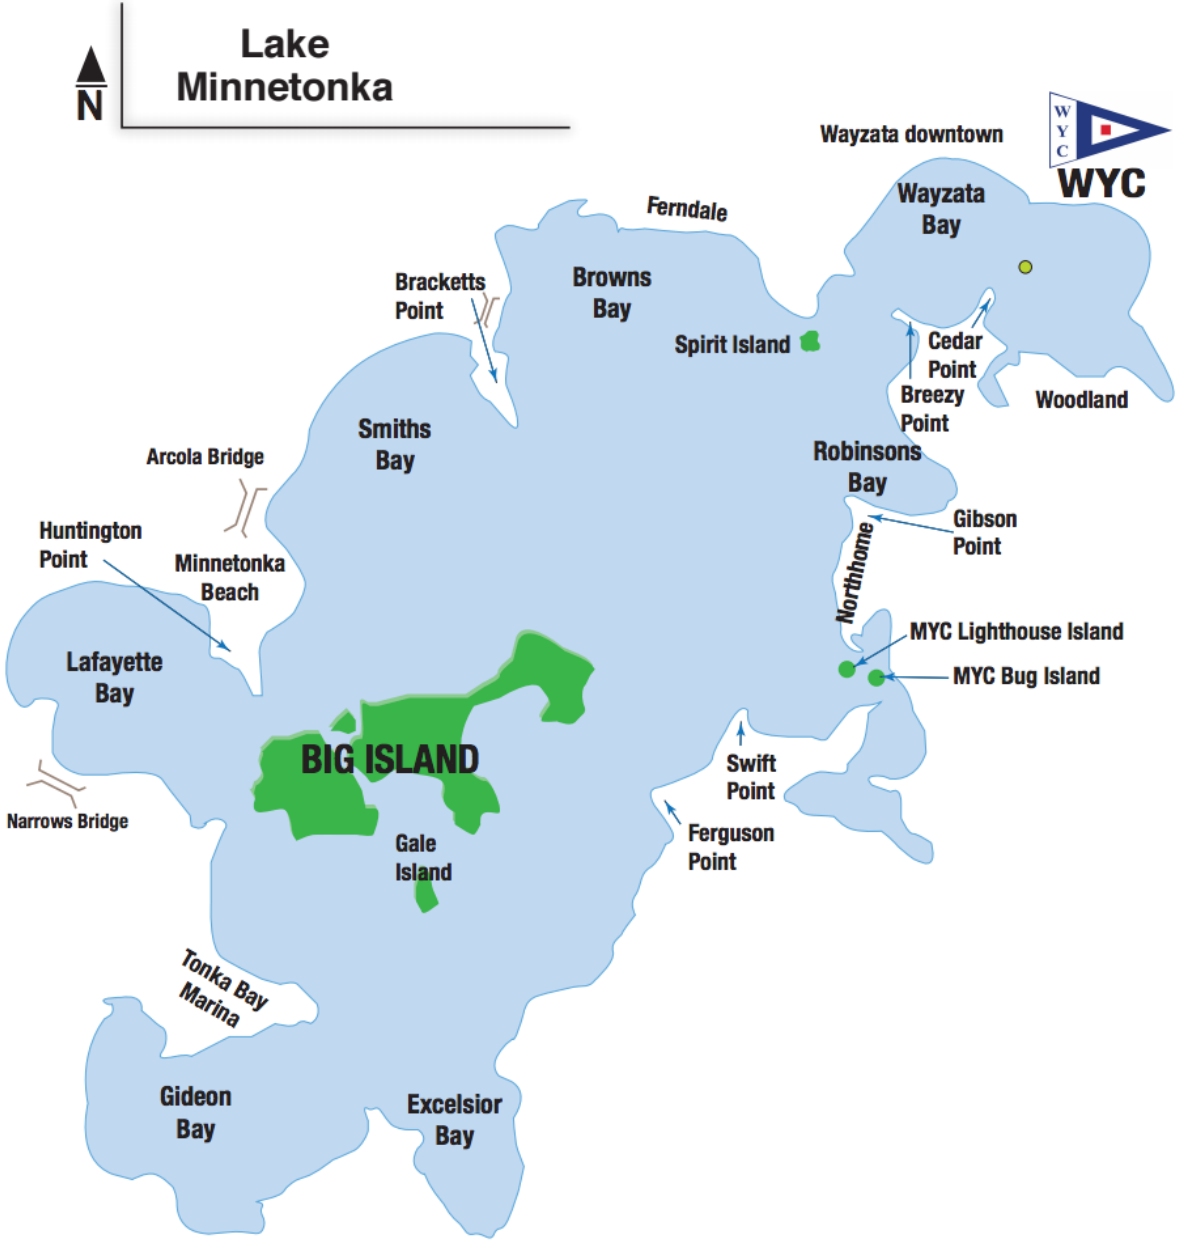 Lake
Minnetonka
N
W
Y
C
WYC
Wayzata downtown
Wayzata
Bay
Ferndale
Browns
Bay
Bracketts
Point
Spirit Island
Cedar
Point
Breezy
Point
Woodland
Smiths
Bay
Robinsons
Bay
Arcola Bridge
Gibson
Point
Huntington
Point
Minnetonka
Beach
Northhome
MYC Lighthouse Island
MYC Bug Island
Lafayette
Bay
BIG ISLAND
Swift
Point
Narrows Bridge
Ferguson
Point
Gale
Island
Tonka Bay
Marina
Gideon
Bay
Excelsior
Bay